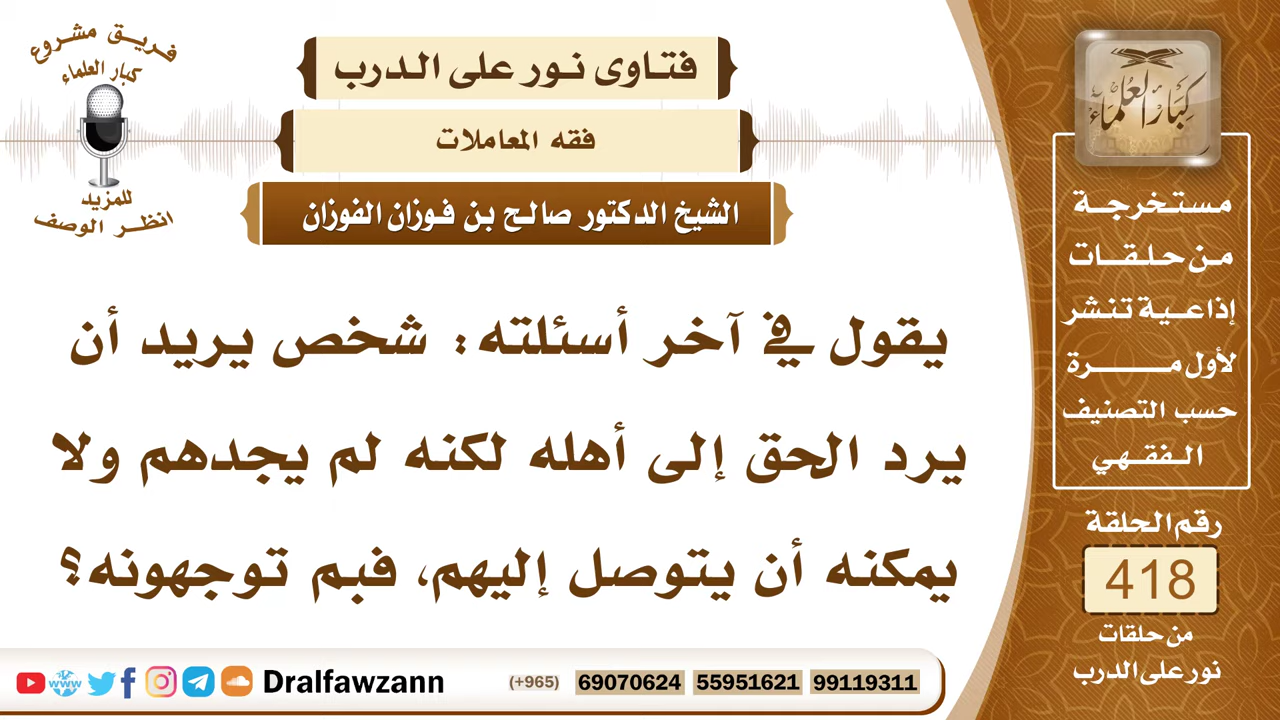 فريق مشروع
كبار العلماء
للمزيد
انظر الوصف
فتاوى نور على الدرب
فقه المعاملات
الشيخ الدكتور صالح بن فوزان الفوزان
يقول في آخر أسئلته: شخص يريد أن
يرد الحق إلى أهله لكنه لم يجدهم ولا
يمكنه أن يتوصل إليهم، فبم توجهونه؟
كبار العلماء
مستخرجة
من حلقات
إذاعية تنشر
لأول مرة
حسب التصنيف
الفقهي
رقم الحلقة
418
من حلقات
نور على الدرب
www Dralfawzann (+965) 69070624 55951621 99119311